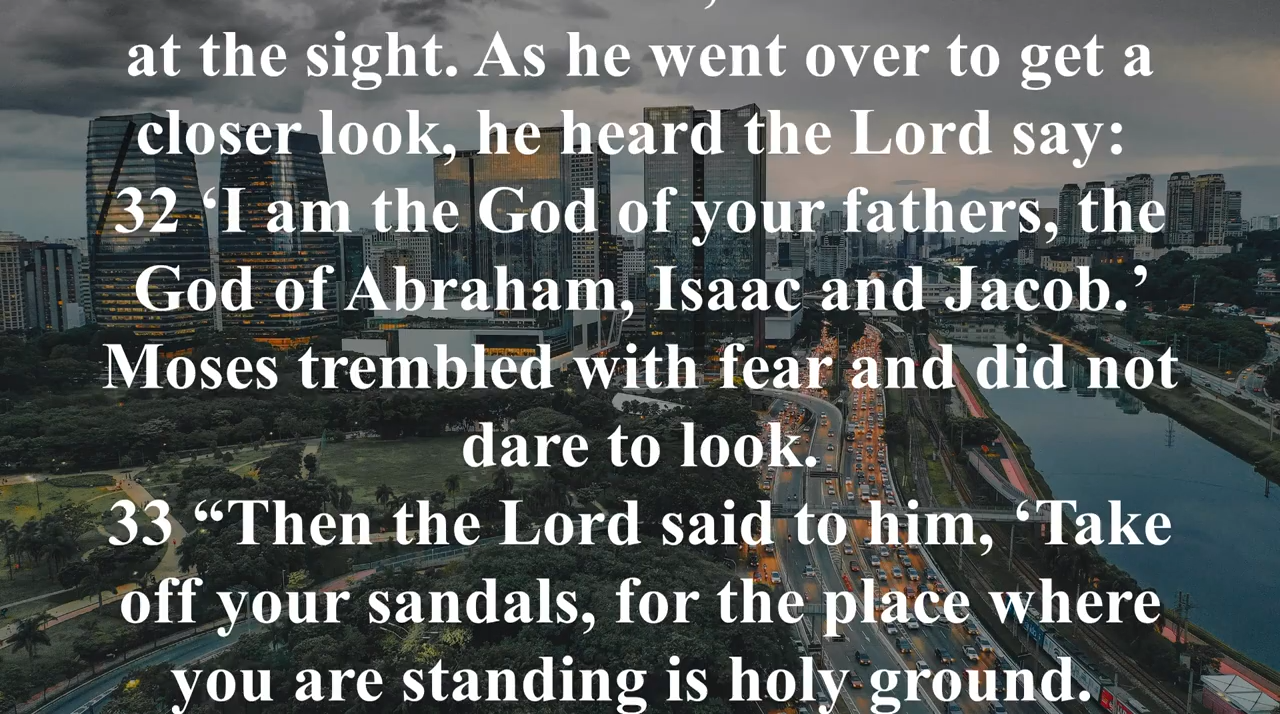 at the sight. As he went over to get a
closer look, he heard the Lord say:
32 ‘I am the God of your fathers, the
God of Abraham, Isaac and Jacob.’
Moses trembled with fear and did not
dare to look.
33 “Then the Lord said to him, ‘Take
off your sandals, for the place where
you are standing is holy ground.